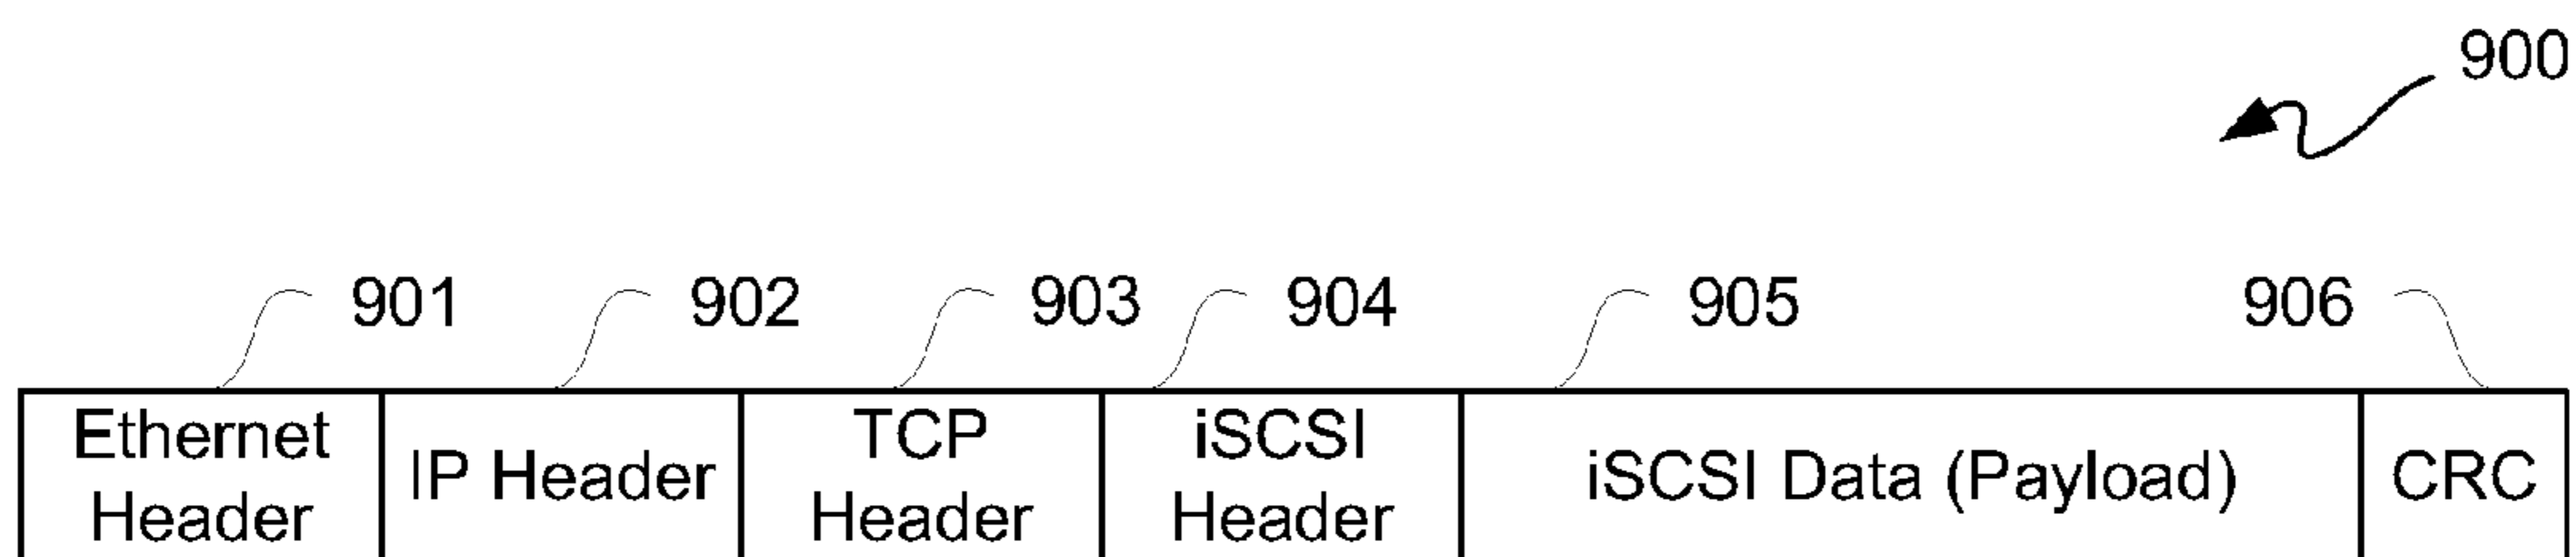 900
901 902 903 904 905 906
Ethernet Header
IP Header
TCP Header
iSCSI Header
iSCSI Data (Payload)
CRC